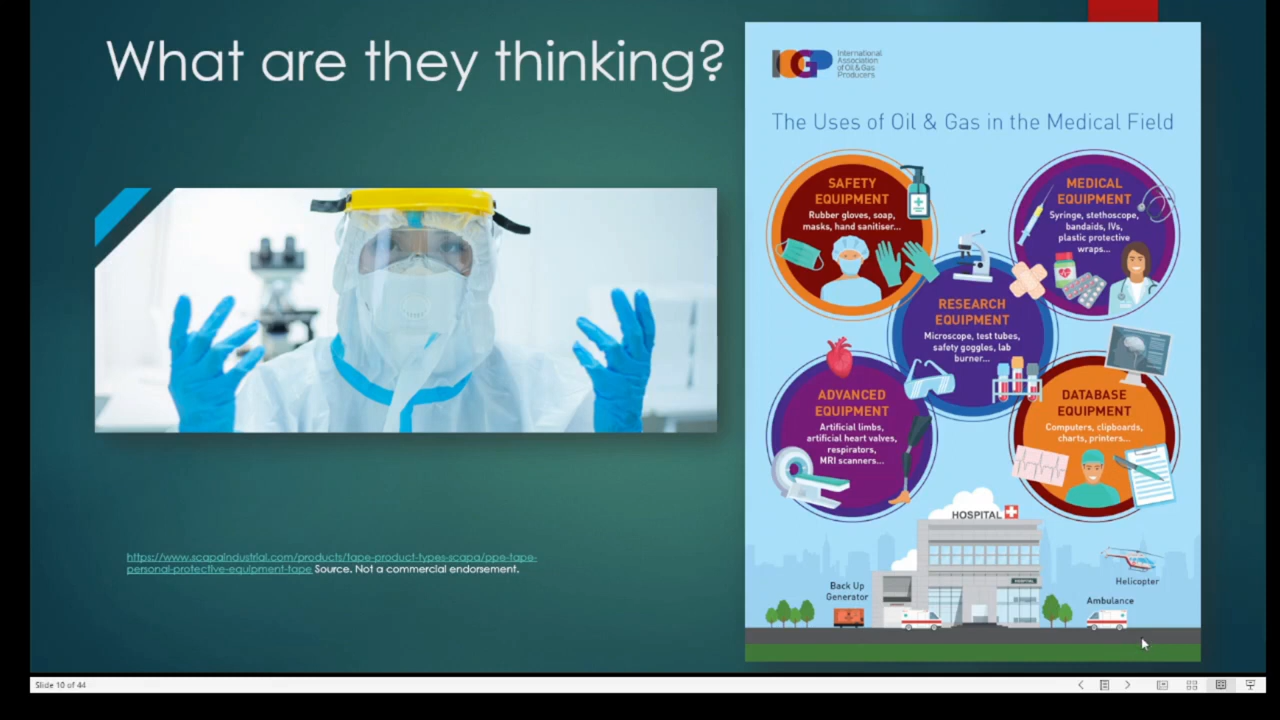 What are they thinking?
https://www.scapaindustrial.com/products/tape-product-types-scapa/ppe-tape-
personal-protective-equipment-tape Source. Not a commercial endorsement.
IOGP
International
Association
of Oil & Gas
Producers
The Uses of Oil & Gas in the Medical Field
SAFETY
EQUIPMENT
Rubber gloves, soap,
masks, hand sanitiser...
MEDICAL
EQUIPMENT
Syringe, stethoscope,
bandaids, IVs,
plastic protective
wraps...
RESEARCH
EQUIPMENT
Microscope, test tubes,
safety goggles, lab
burner...
ADVANCED
EQUIPMENT
Artificial limbs,
artificial heart valves,
respirators,
MRI scanners...
DATABASE
EQUIPMENT
Computers, clipboards,
charts, printers...
HOSPITAL
HOSPITAL
Back Up
Generator
Helicopter
Ambulance
Slide 10 of 44